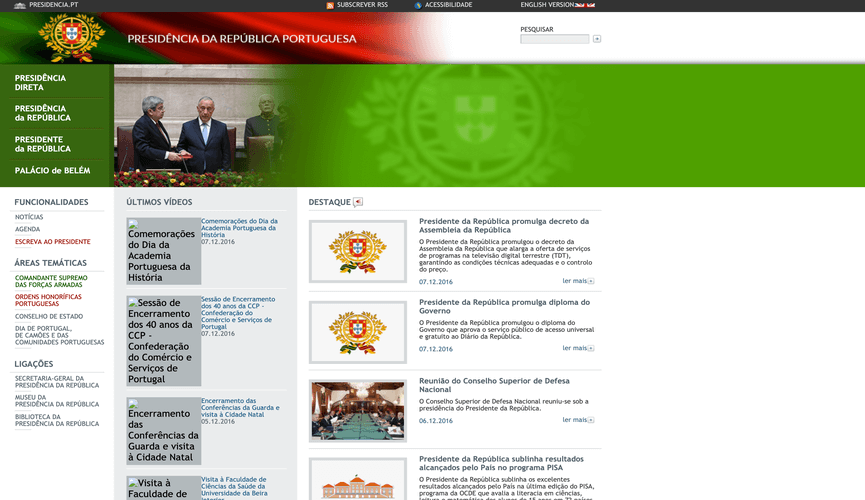 PRESIDENCIA.PT
SUBSCREVER RSS
ACESSIBILIDADE
ENGLISH VERSION
PRESIDÊNCIA DA REPÚBLICA PORTUGUESA
PESQUISAR
PRESIDÊNCIA
DIRETA
PRESIDÊNCIA
da REPÚBLICA
PRESIDENTE
da REPÚBLICA
PALÁCIO de BELÉM
FUNCIONALIDADES
NOTÍCIAS
AGENDA
ESCREVA AO PRESIDENTE
ÁREAS TEMÁTICAS
COMANDANTE SUPREMO
DAS FORÇAS ARMADAS
ORDENS HONORÍFICAS
PORTUGUESAS
CONSELHO DE ESTADO
DIA DE PORTUGAL,
DE CAMÕES E DAS
COMUNIDADES PORTUGUESAS
LIGAÇÕES
SECRETARIA-GERAL DA
PRESIDÊNCIA DA REPÚBLICA
MUSEU DA
PRESIDÊNCIA DA REPÚBLICA
BIBLIOTECA DA
PRESIDÊNCIA DA REPÚBLICA
ÚLTIMOS VÍDEOS
Comemorações
do Dia da
Academia
Portuguesa da
História
Comemorações do Dia da
Academia Portuguesa da
História
07.12.2016
Sessão de
Encerramento
dos 40 anos da
CCP -
Confederação
do Comércio e
Serviços de
Portugal
Sessão de Encerramento
dos 40 anos da CCP -
Confederação do
Comércio e Serviços de
Portugal
07.12.2016
Encerramento
das
Conferências
da Guarda e
visita à
Cidade Natal
Encerramento das
Conferências da Guarda e
visita à Cidade Natal
05.12.2016
Visita à
Faculdade de
Visita à Faculdade de
Ciências da Saúde da
Universidade da Beira
Interior
DESTAQUE
Presidente da República promulga decreto da
Assembleia da República
O Presidente da República promulgou o decreto da
Assembleia da República que alarga a oferta de serviços
de programas na televisão digital terrestre (TDT),
garantindo as condições técnicas adequadas e o controlo
do preço.
07.12.2016
ler mais
Presidente da República promulga diploma do
Governo
O Presidente da República promulgou o diploma do
Governo que aprova o serviço público de acesso universal
e gratuito ao Diário da República.
07.12.2016
ler mais
Reunião do Conselho Superior de Defesa
Nacional
O Conselho Superior de Defesa Nacional reuniu-se sob a
presidência do Presidente da República.
06.12.2016
ler mais
Presidente da República sublinha resultados
alcançados pelo País no programa PISA
O Presidente da República sublinha os excelentes
resultados alcançados pelo País na última edição do PISA,
programa da OCDE que avalia a literacia em ciências,